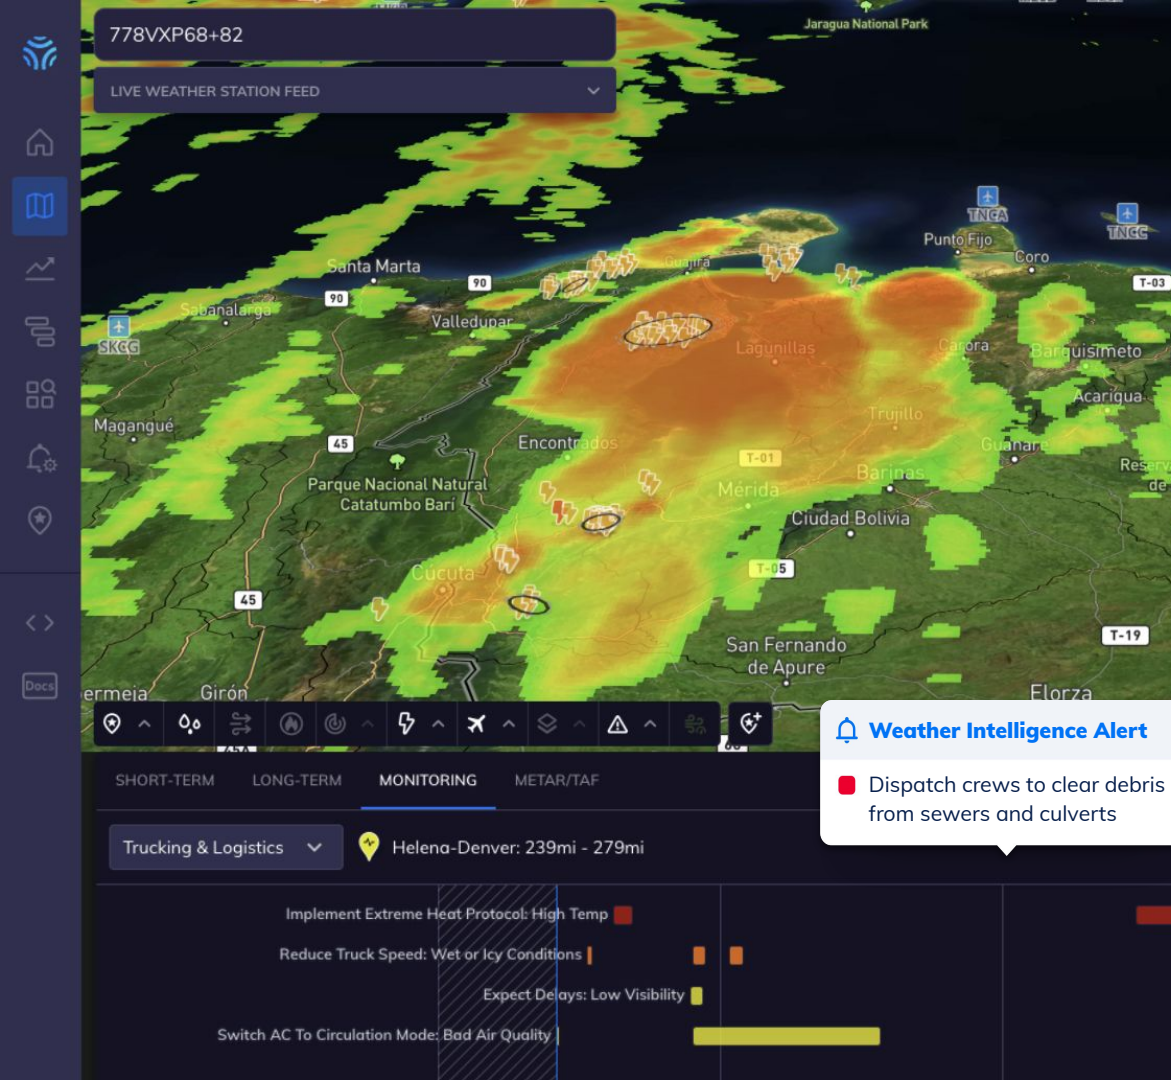 Jaragua National Park
778VXP68+82
LIVE WEATHER STATION FEED
TNCA
TNCC
Punto Fijo
Coro
Guajira
Santa Marta
90
90
T-03
Sabanalarga
Valledupar
SKCG
Lagunillas
Carora
Barquisimeto
Acarigua
Magangué
45
Encontrados
Trujillo
Guanare
T-01
Barinas
Reserv
de
Parque Nacional Natural
Catatumbo Barí
Mérida
Ciudad Bolivia
Cúcuta
T-05
45
T-19
San Fernando
de Apure
ermeja
Girón
Elorza
45A
Docs
Weather Intelligence Alert
Dispatch crews to clear debris
from sewers and culverts
SHORT-TERM
LONG-TERM
MONITORING
METAR/TAF
Trucking & Logistics
Helena-Denver: 239mi - 279mi
Implement Extreme Heat Protocol: High Temp
Reduce Truck Speed: Wet or Icy Conditions
Expect Delays: Low Visibility
Switch AC To Circulation Mode: Bad Air Quality